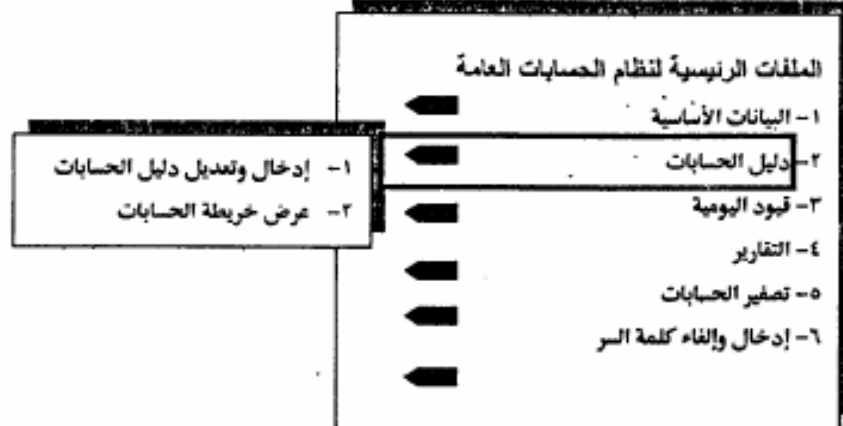 الملفات الرئيسية لنظام الحسابات العامة
١- البيانات الأساسية
٢- دليل الحسابات
٣- قيود اليومية
٤- التقارير
٥- تصفير الحسابات
٦- إدخال وإلغاء كلمة السر
١- إدخال وتعديل دليل الحسابات
٢- عرض خريطة الحسابات